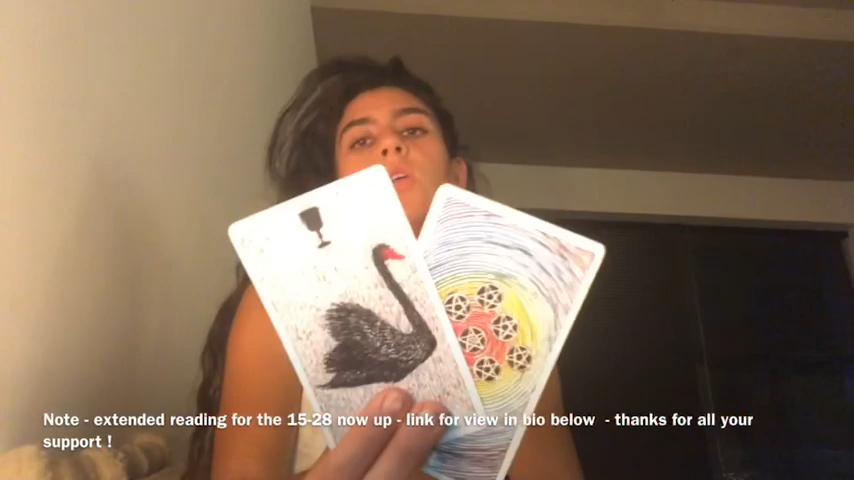 Note - extended reading for the 15-28 now up - link for view in bio below - thanks for all your
support !